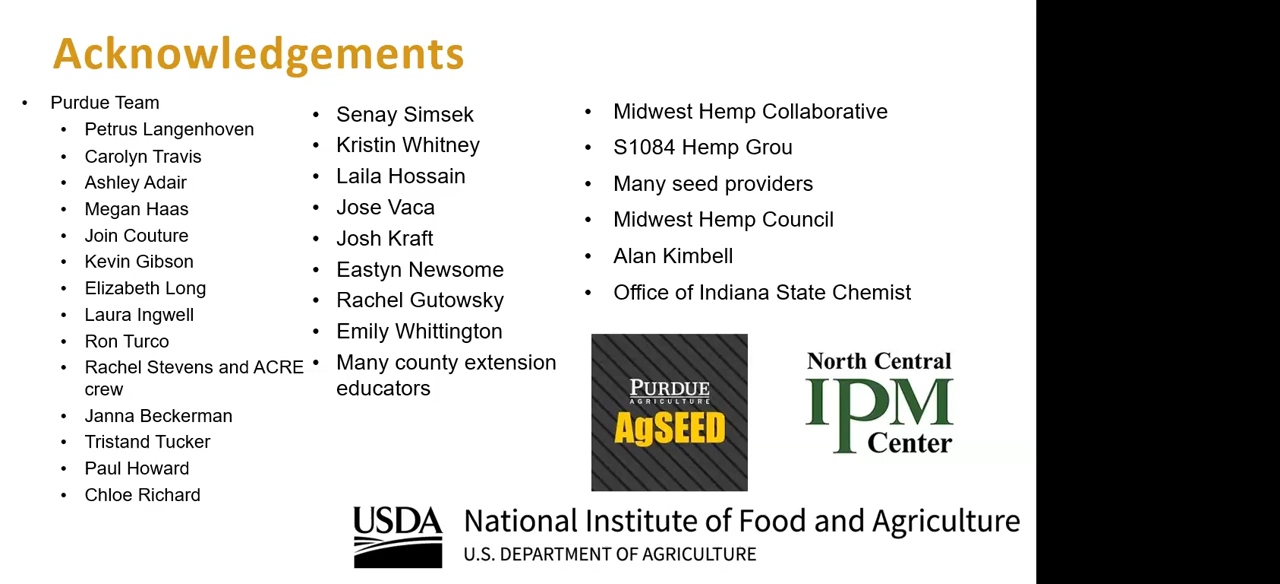 Acknowledgements
• Purdue Team
• Petrus Langenhoven
• Carolyn Travis
• Ashley Adair
• Megan Haas
• Join Couture
• Kevin Gibson
• Elizabeth Long
• Laura Ingwell
• Ron Turco
• Rachel Stevens and ACRE
crew
• Janna Beckerman
• Tristand Tucker
• Paul Howard
• Chloe Richard
• Senay Simsek
• Kristin Whitney
• Laila Hossain
• Jose Vaca
• Josh Kraft
• Eastyn Newsome
• Rachel Gutowsky
• Emily Whittington
• Many county extension
educators
• Midwest Hemp Collaborative
• S1084 Hemp Grou
• Many seed providers
• Midwest Hemp Council
• Alan Kimbell
• Office of Indiana State Chemist
PURDUE
AGRICULTURE
AgSEED
North Central
IPM
Center
USDA
National Institute of Food and Agriculture
U.S. DEPARTMENT OF AGRICULTURE